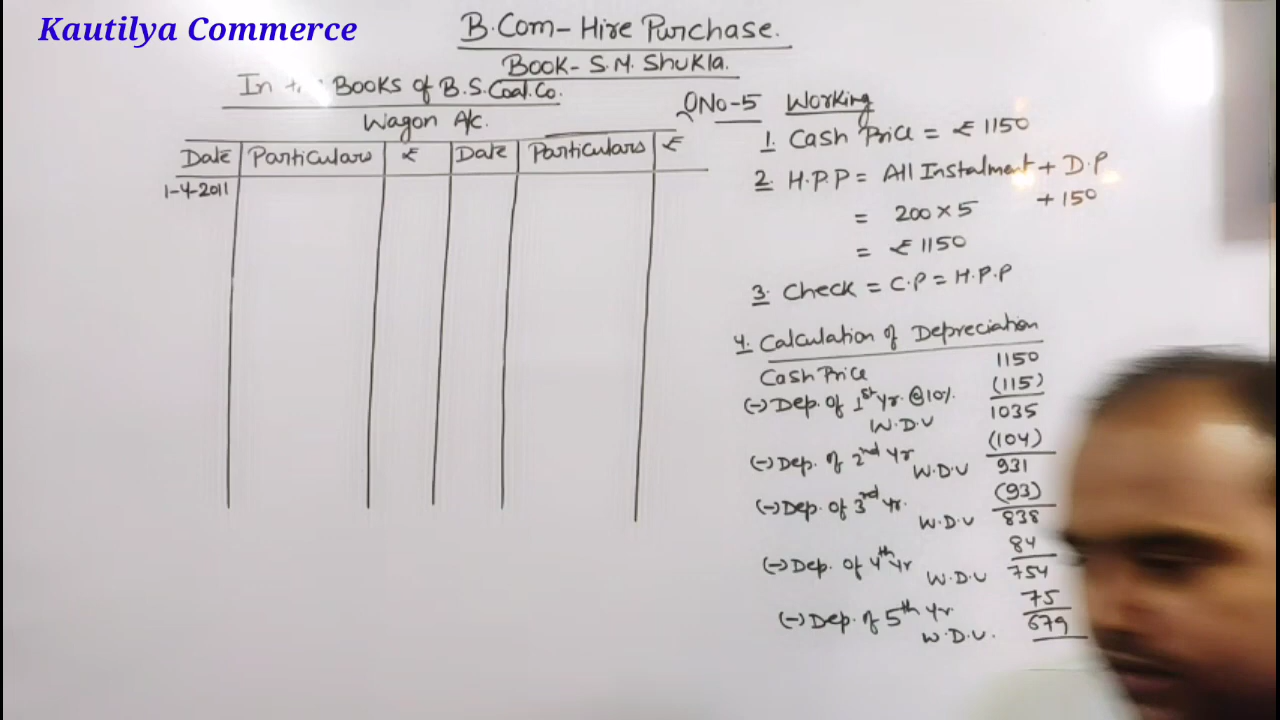 Kautilya Commerce
B.Com-Hire Purchase.
Book- S.M. Shukla.
In Books of B.S. Coal. Co.
Wagon A/c.
Date Particulars ₹ Date Particulars ₹
1-4-2011
QNo-5 Working
1. Cash Price = ₹ 1150
2. H.P.P = All Instalment + D.P
= 200 × 5 + 150
= ₹ 1150
3. Check = C.P = H.P.P
4. Calculation of Depreciation
Cash Price 1150
(-) Dep. of 1st Yr. @10%. (115)
W.D.V 1035
(-) Dep. of 2nd Yr (104)
W.D.V 931
(-) Dep. of 3rd Yr. (93)
W.D.V 838
(-) Dep. of 4th Yr 84
W.D.V 754
(-) Dep. of 5th Yr. 75
W.D.V. 679